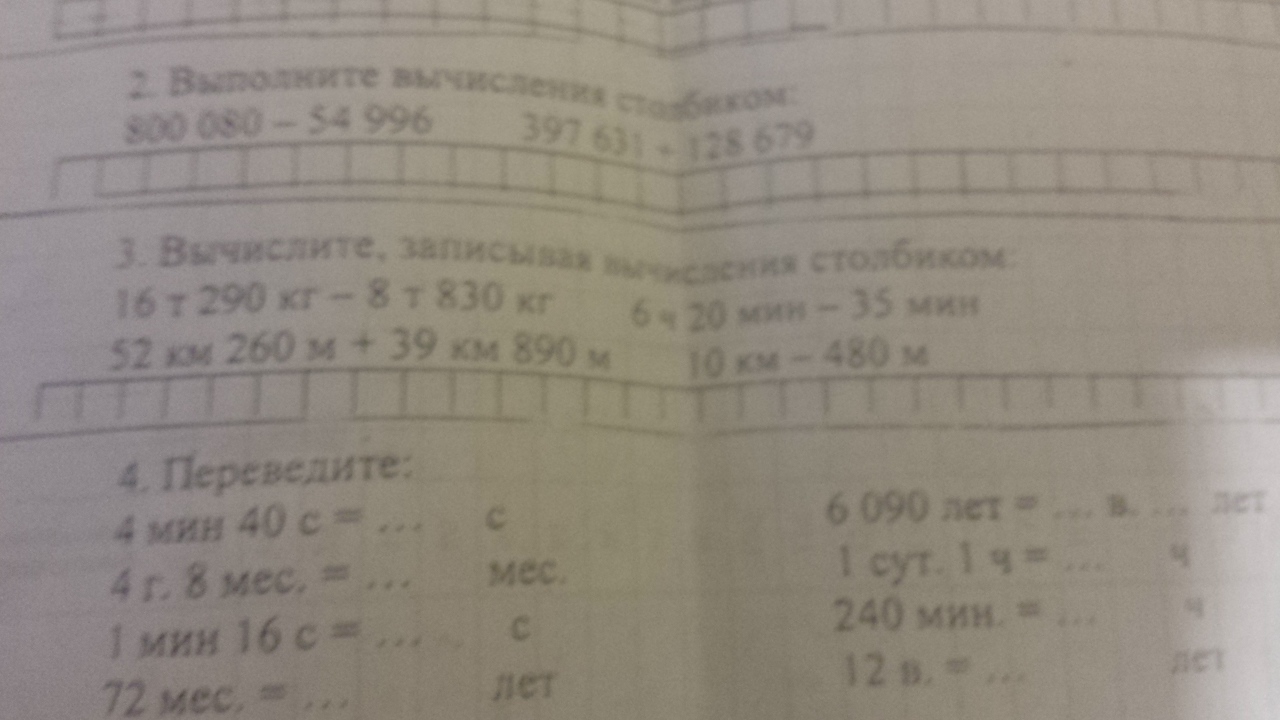 2. Выполните вычисления столбиком:
800 080 – 54 996 397 631 + 128 679
3. Вычислите, записывая вычисления столбиком:
16 т 290 кг – 8 т 830 кг 6 ч 20 мин – 35 мин
52 км 260 м + 39 км 890 м 10 км – 480 м
4. Переведите:
4 мин 40 с = ... с 6 090 лет = ... в. ... лет
4 г. 8 мес. = ... мес. 1 сут. 1 ч = ... ч
1 мин 16 с = ... с 240 мин. = ... ч
72 мес. = ... лет 12 в. = ... лет